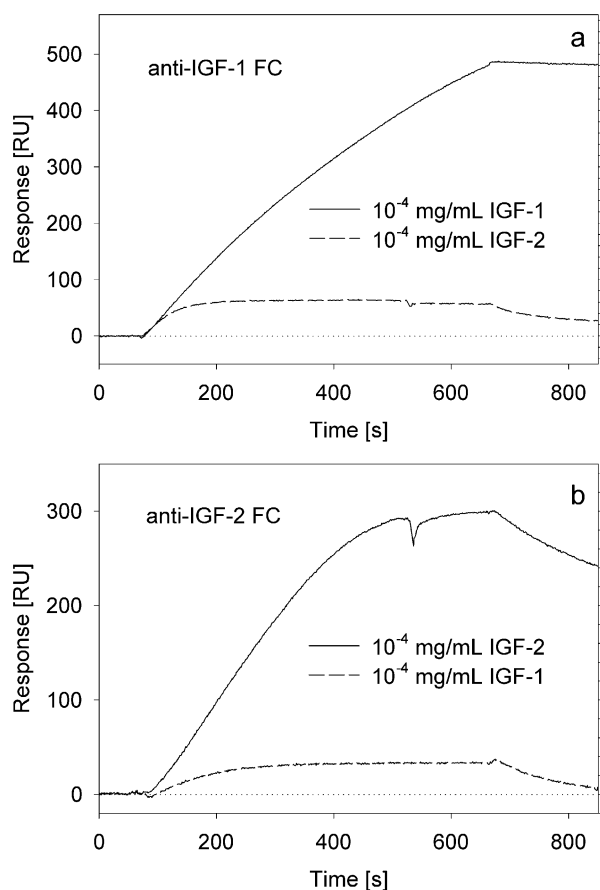 a
anti-IGF-1 FC
500
400
300
200
100
0
Response [RU]
10⁻⁴ mg/mL IGF-1
10⁻⁴ mg/mL IGF-2
0 200 400 600 800
Time [s]
b
anti-IGF-2 FC
300
200
100
0
Response [RU]
10⁻⁴ mg/mL IGF-2
10⁻⁴ mg/mL IGF-1
0 200 400 600 800
Time [s]